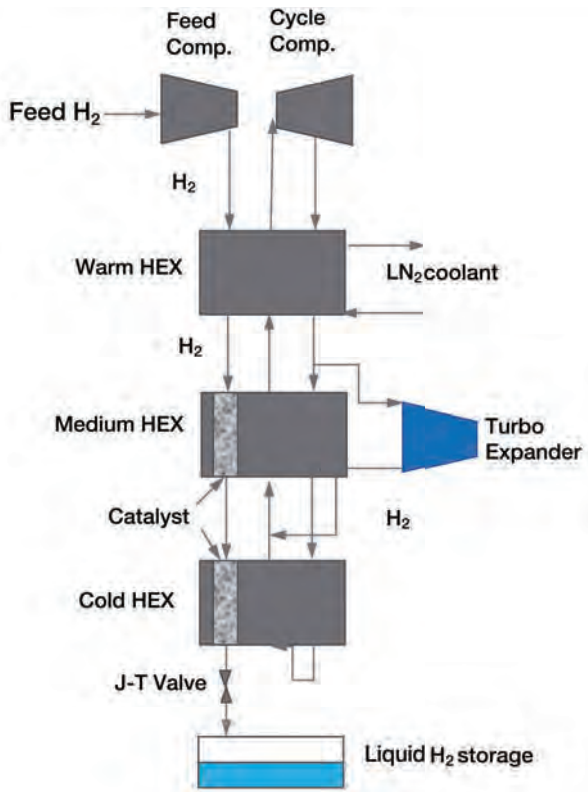 Feed
Comp.
Cycle
Comp.
Feed H₂
H₂
Warm HEX
LN₂coolant
H₂
Medium HEX
Turbo
Expander
Catalyst
H₂
Cold HEX
J-T Valve
Liquid H₂ storage